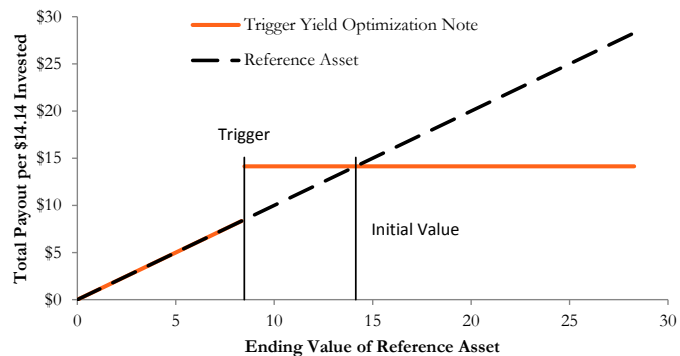 Trigger Yield Optimization Note
Reference Asset
Total Payout per $14.14 Invested
$30
$25
$20
$15
$10
$5
$0
Trigger
Initial Value
0
5
10
15
20
25
30
Ending Value of Reference Asset